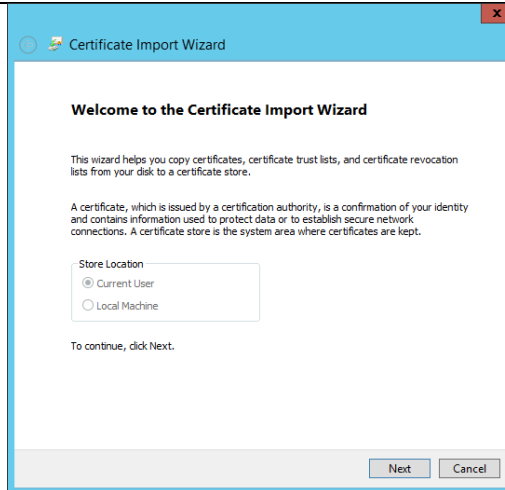 x
Certificate Import Wizard
Welcome to the Certificate Import Wizard
This wizard helps you copy certificates, certificate trust lists, and certificate revocation
lists from your disk to a certificate store.
A certificate, which is issued by a certification authority, is a confirmation of your identity
and contains information used to protect data or to establish secure network
connections. A certificate store is the system area where certificates are kept.
Store Location
Current User
Local Machine
To continue, click Next.
Next Cancel